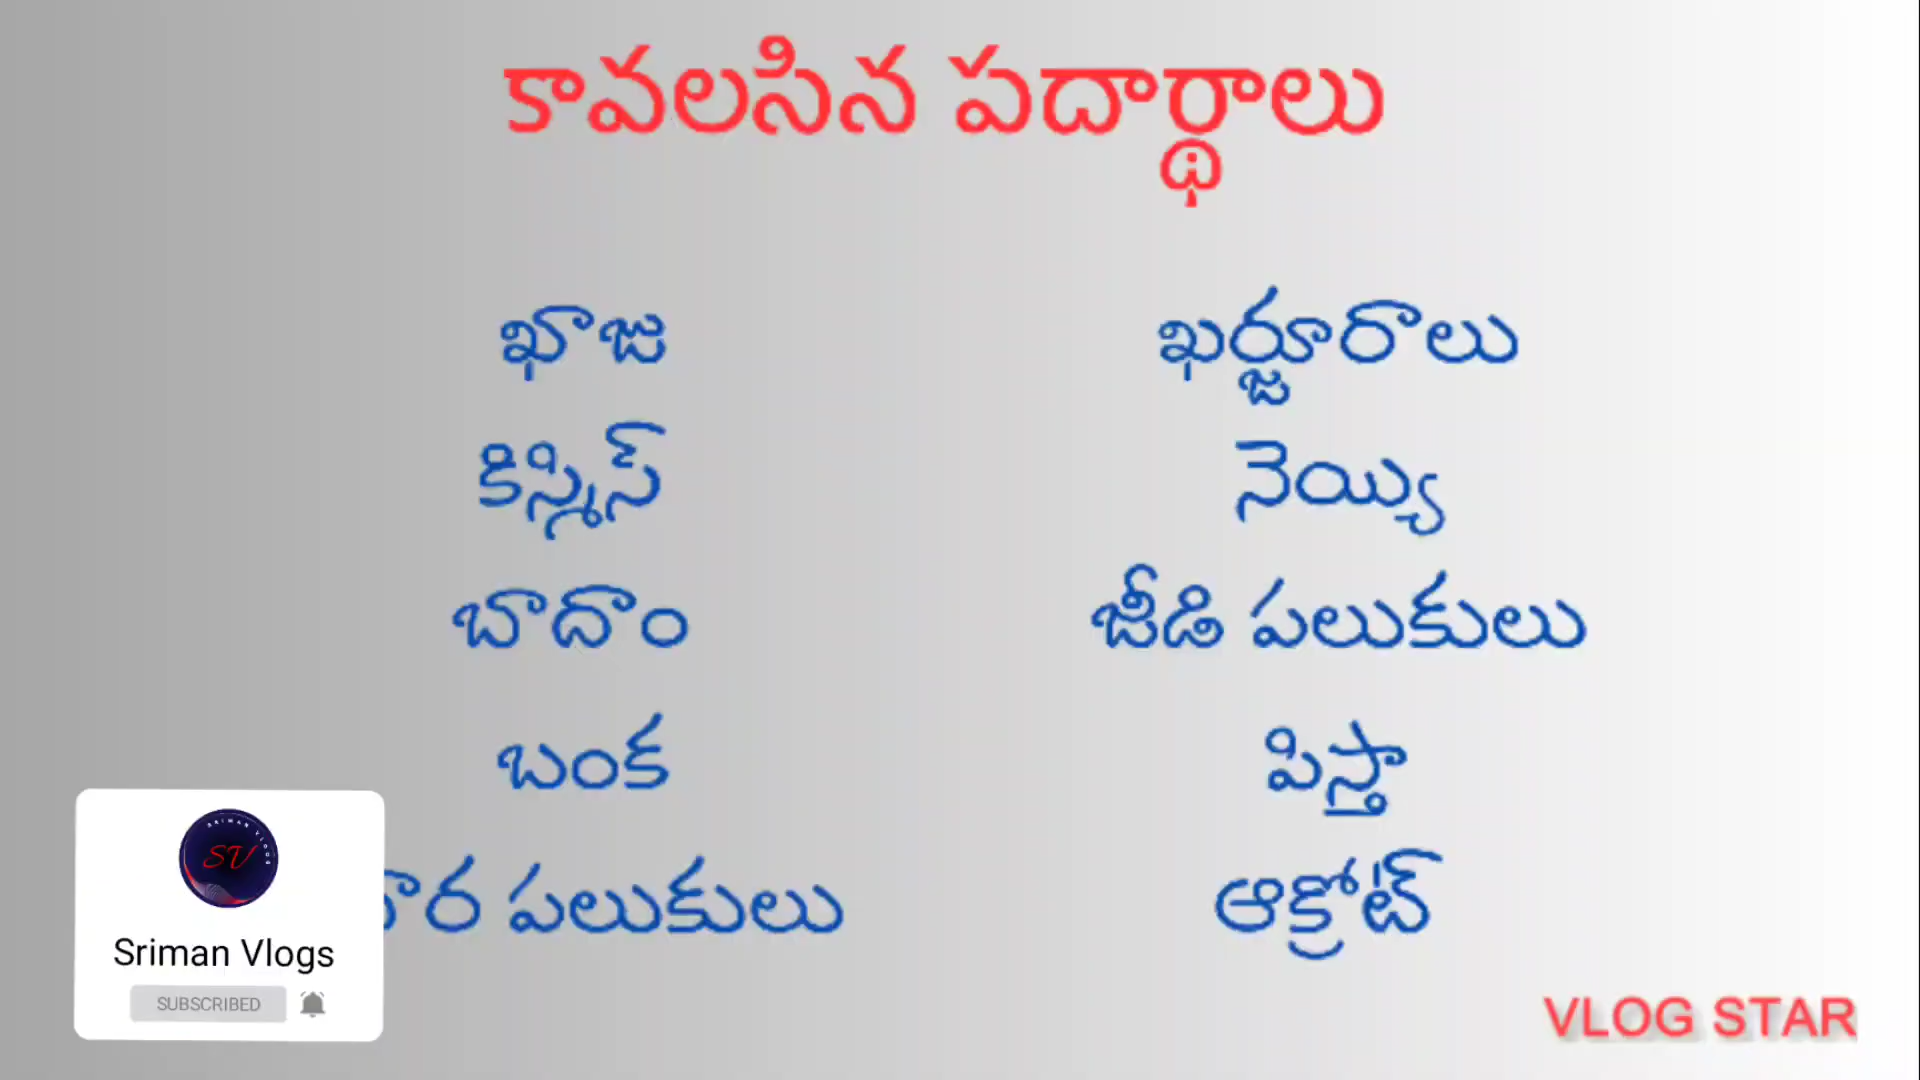 కావలసిన పదార్థాలు
ఖాజు
ఖర్జూరాలు
కిస్మిస్
నెయ్యి
బాదాం
జీడి పలుకులు
బంక
పిస్తా
పలుకులు
ఆక్రోట్
Sriman Vlogs
SUBSCRIBED
VLOG STAR